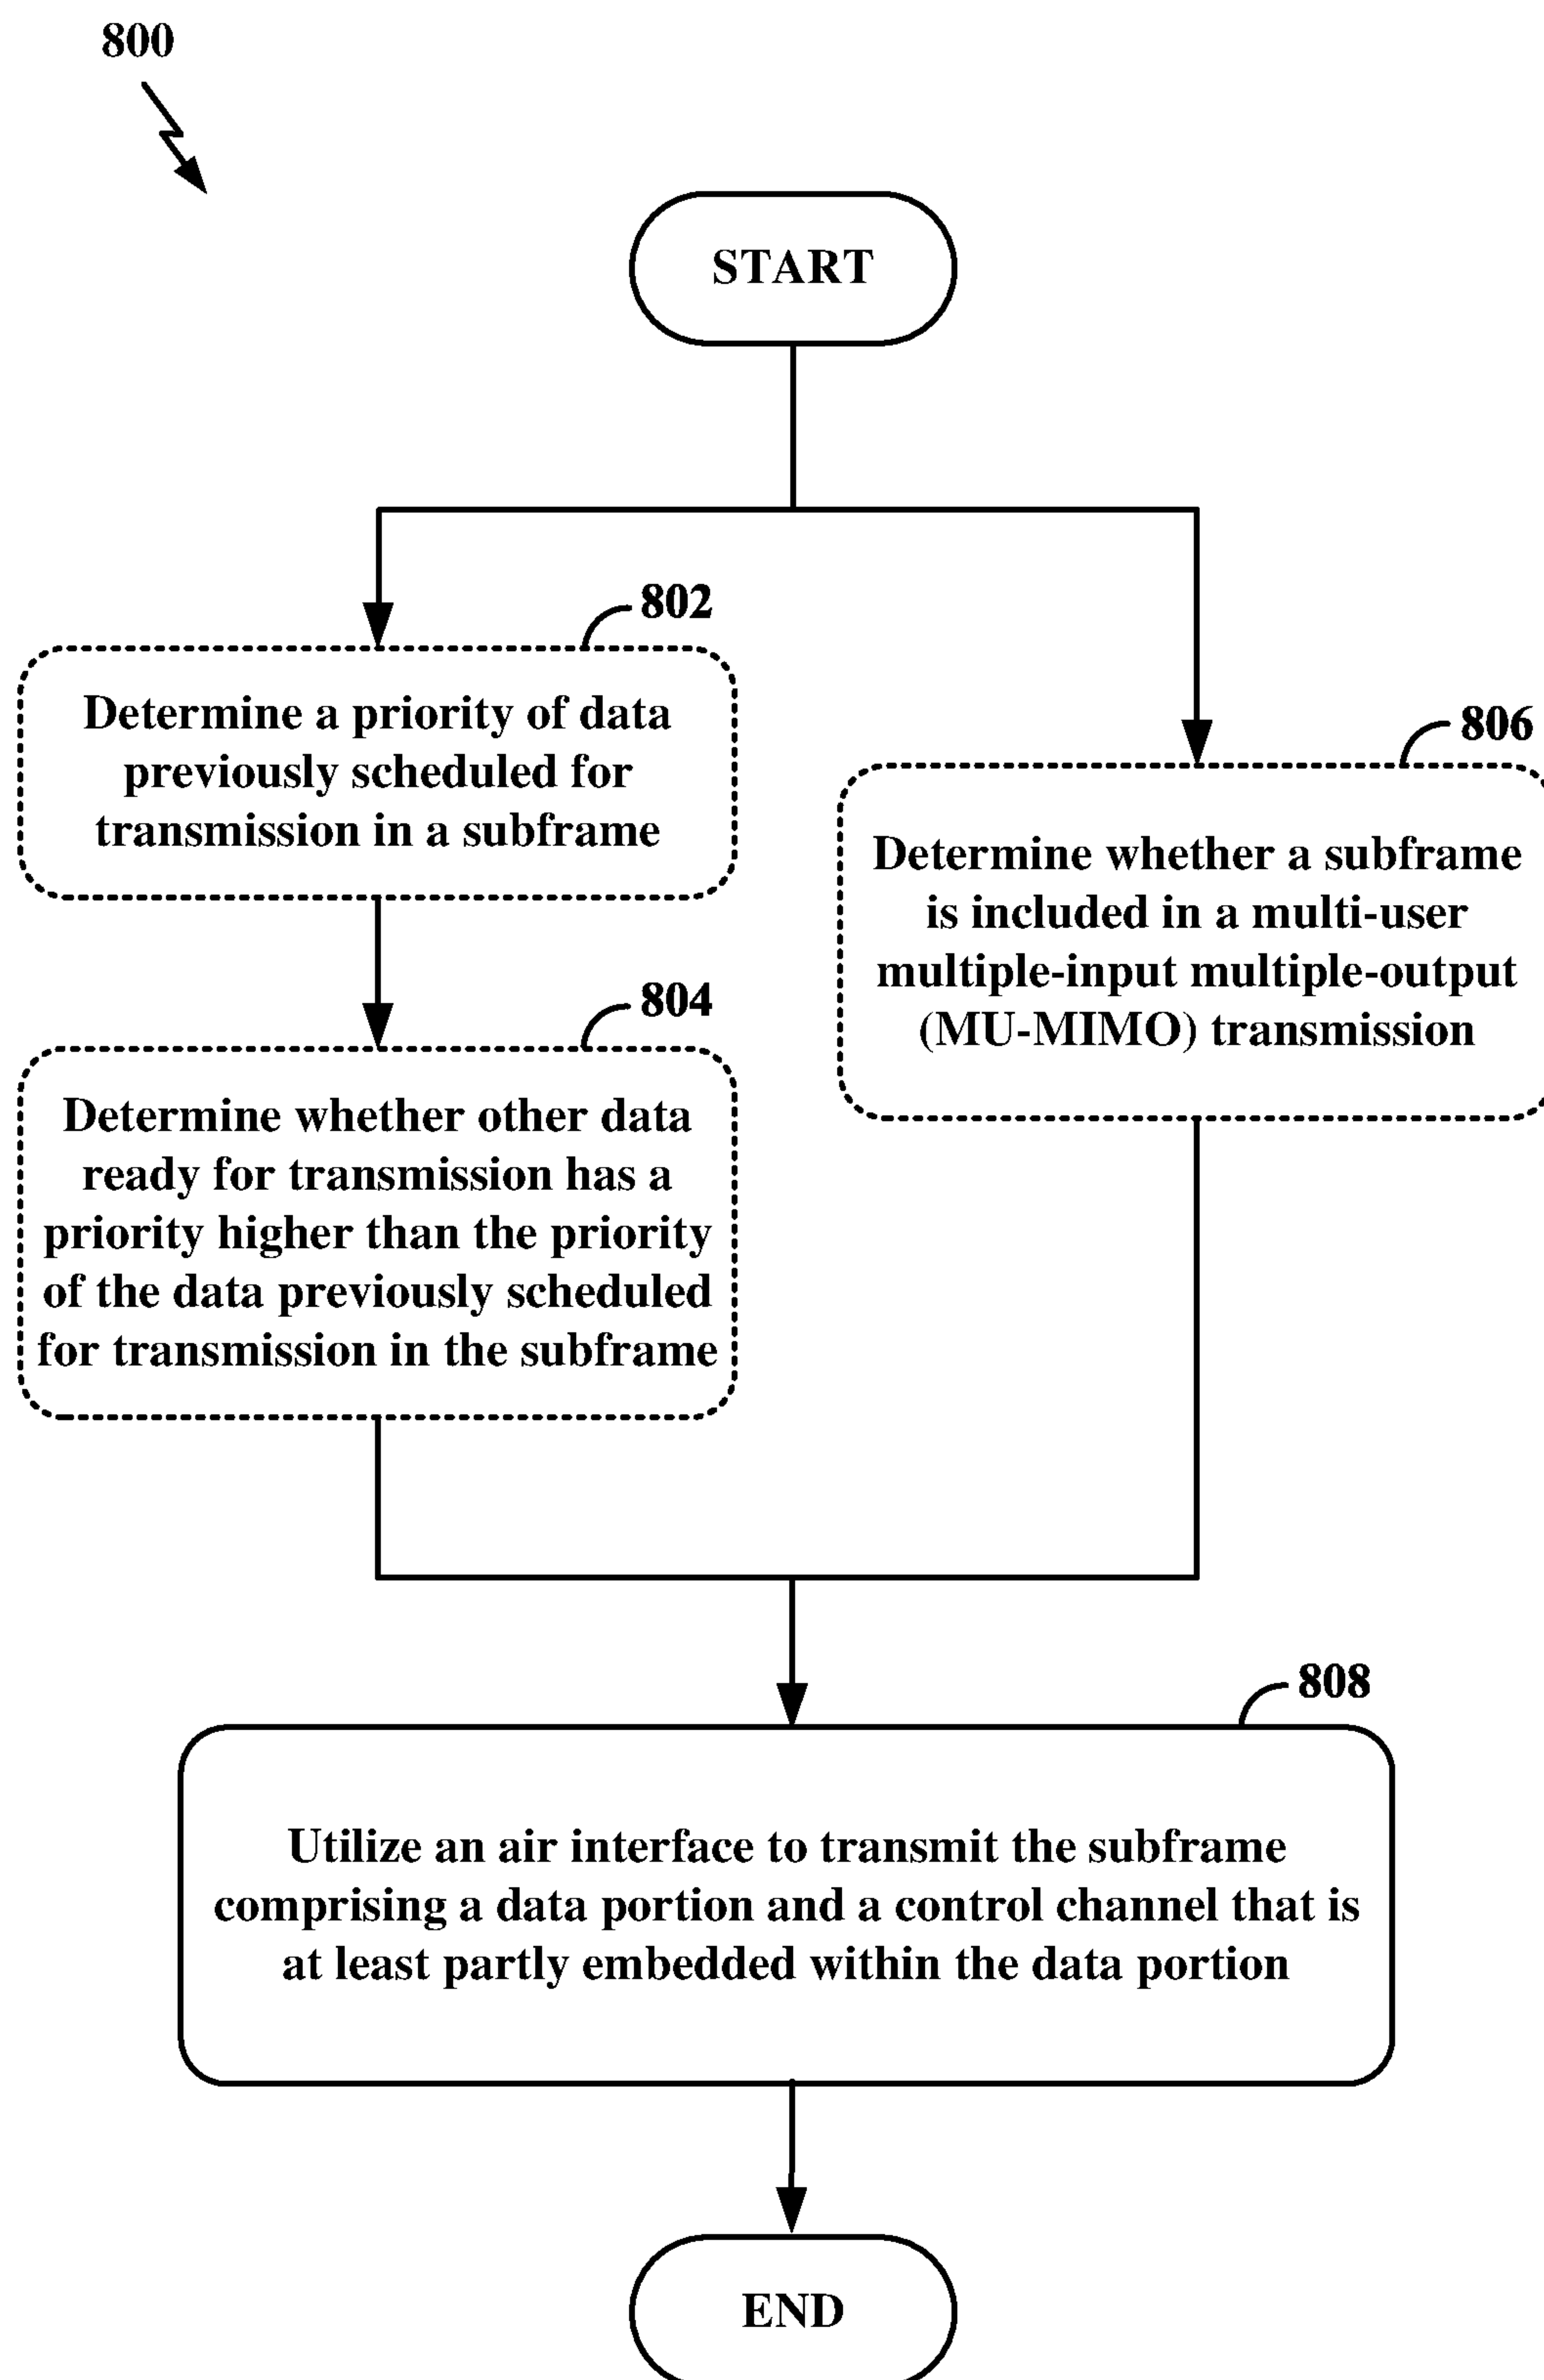 800
START
802
Determine a priority of data
previously scheduled for
transmission in a subframe
806
Determine whether a subframe
is included in a multi-user
multiple-input multiple-output
(MU-MIMO) transmission
804
Determine whether other data
ready for transmission has a
priority higher than the priority
of the data previously scheduled
for transmission in the subframe
808
Utilize an air interface to transmit the subframe
comprising a data portion and a control channel that is
at least partly embedded within the data portion
END